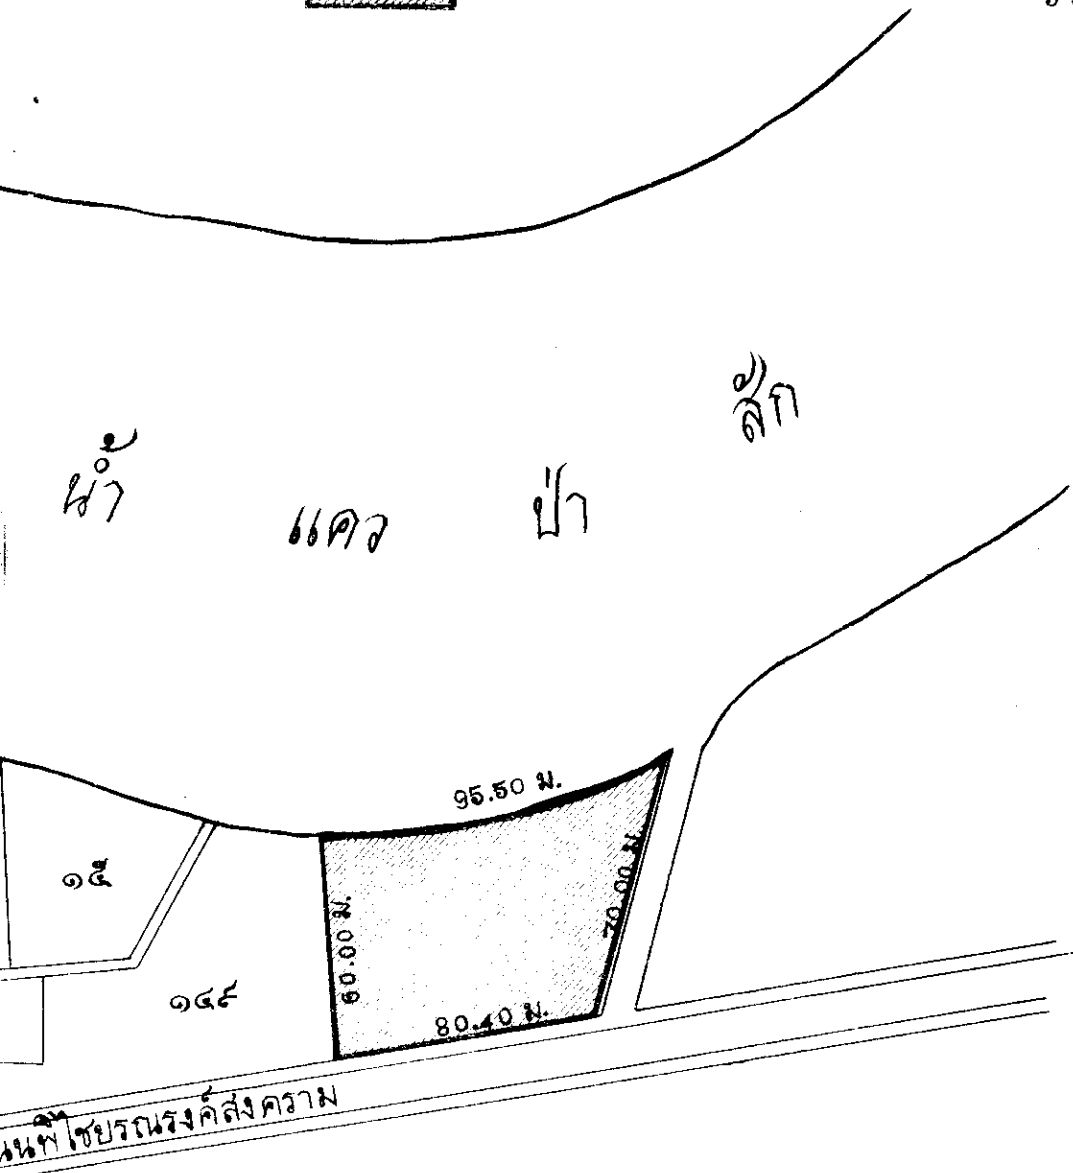 น้ำ แคว ป่า สัก
95.50 ม.
๑๕
60.00 ม.
70.00 ม.
๑๔๙
80.40 ม.
นนพิไชยรณรงค์สงคราม